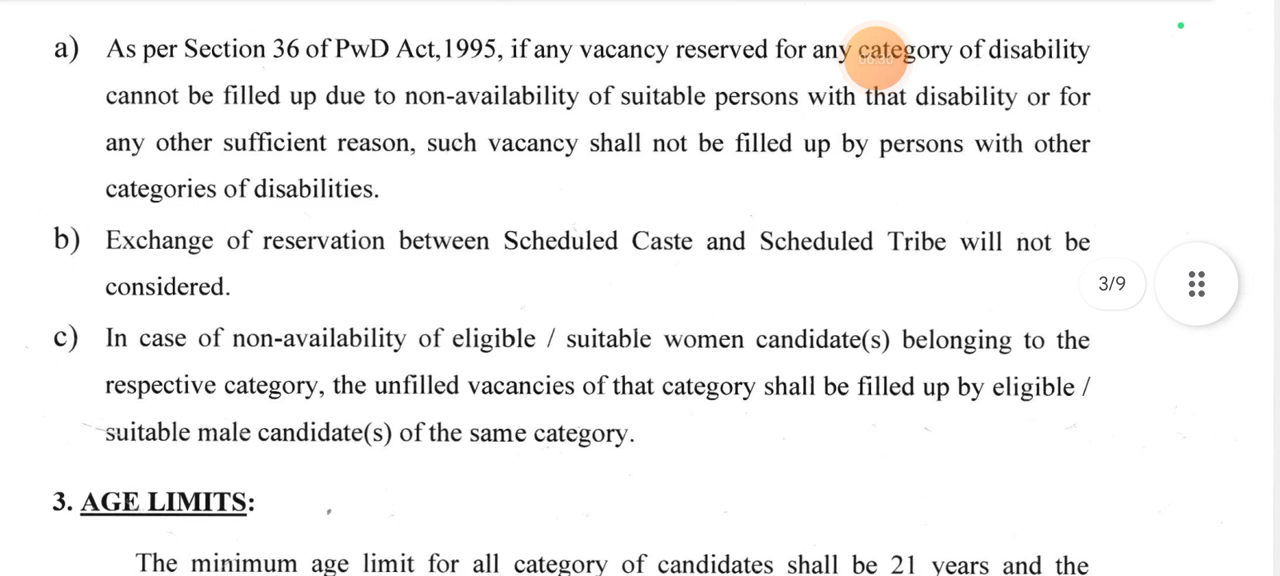 a) As per Section 36 of PwD Act,1995, if any vacancy reserved for any category of disability
cannot be filled up due to non-availability of suitable persons with that disability or for
any other sufficient reason, such vacancy shall not be filled up by persons with other
categories of disabilities.
b) Exchange of reservation between Scheduled Caste and Scheduled Tribe will not be
considered.
3/9
c) In case of non-availability of eligible / suitable women candidate(s) belonging to the
respective category, the unfilled vacancies of that category shall be filled up by eligible /
suitable male candidate(s) of the same category.
3. AGE LIMITS:
The minimum age limit for all category of candidates shall be 21 years and the